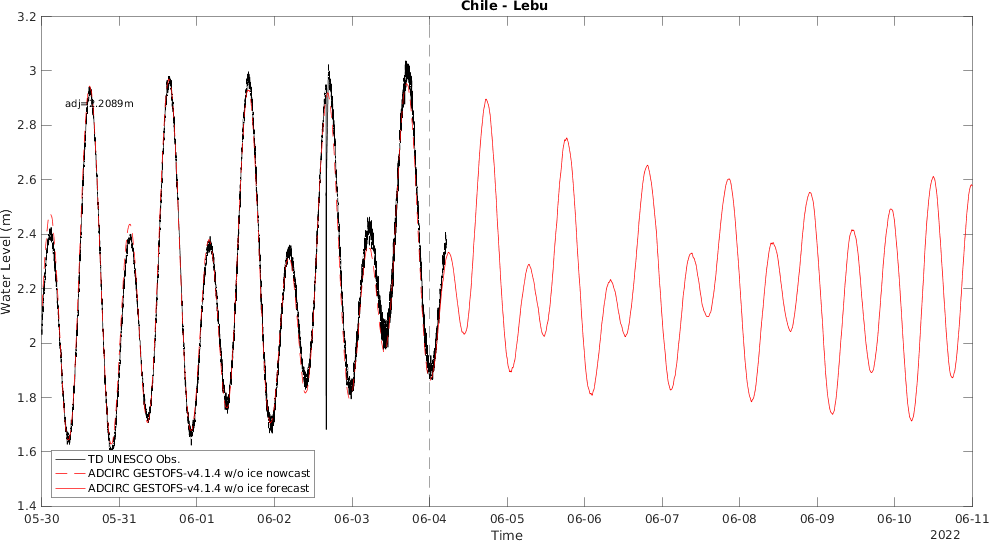 Chile - Lebu
3.2
3
2.8
2.6
2.4
2.2
2
1.8
1.6
1.4
Water Level (m)
adj=2.2089m
TD UNESCO Obs.
ADCIRC GESTOFS-v4.1.4 w/o ice nowcast
ADCIRC GESTOFS-v4.1.4 w/o ice forecast
05-30 05-31 06-01 06-02 06-03 06-04 06-05 06-06 06-07 06-08 06-09 06-10 06-11
Time
2022